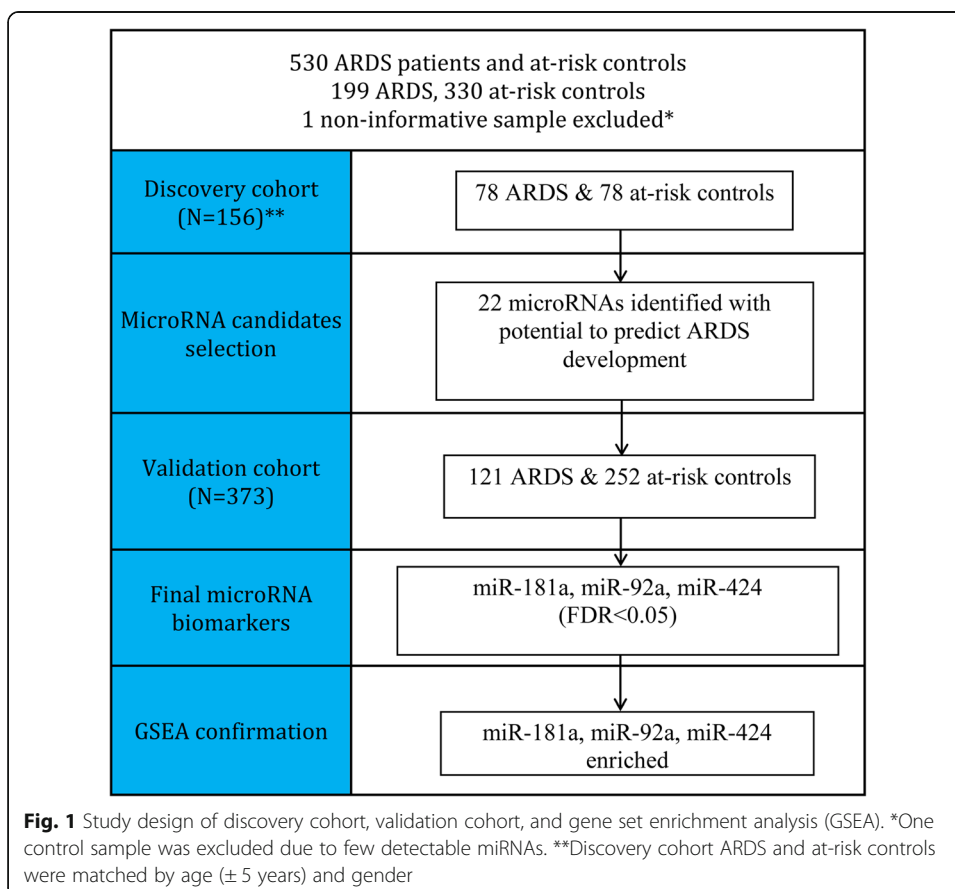 530 ARDS patients and at-risk controls
199 ARDS, 330 at-risk controls
1 non-informative sample excluded*
Discovery cohort
(N=156)**
78 ARDS & 78 at-risk controls
MicroRNA candidates
selection
22 microRNAs identified with
potential to predict ARDS
development
Validation cohort
(N=373)
121 ARDS & 252 at-risk controls
Final microRNA
biomarkers
miR-181a, miR-92a, miR-424
(FDR<0.05)
GSEA confirmation
miR-181a, miR-92a, miR-424
enriched
Fig. 1 Study design of discovery cohort, validation cohort, and gene set enrichment analysis (GSEA). *One
control sample was excluded due to few detectable miRNAs. **Discovery cohort ARDS and at-risk controls
were matched by age (± 5 years) and gender